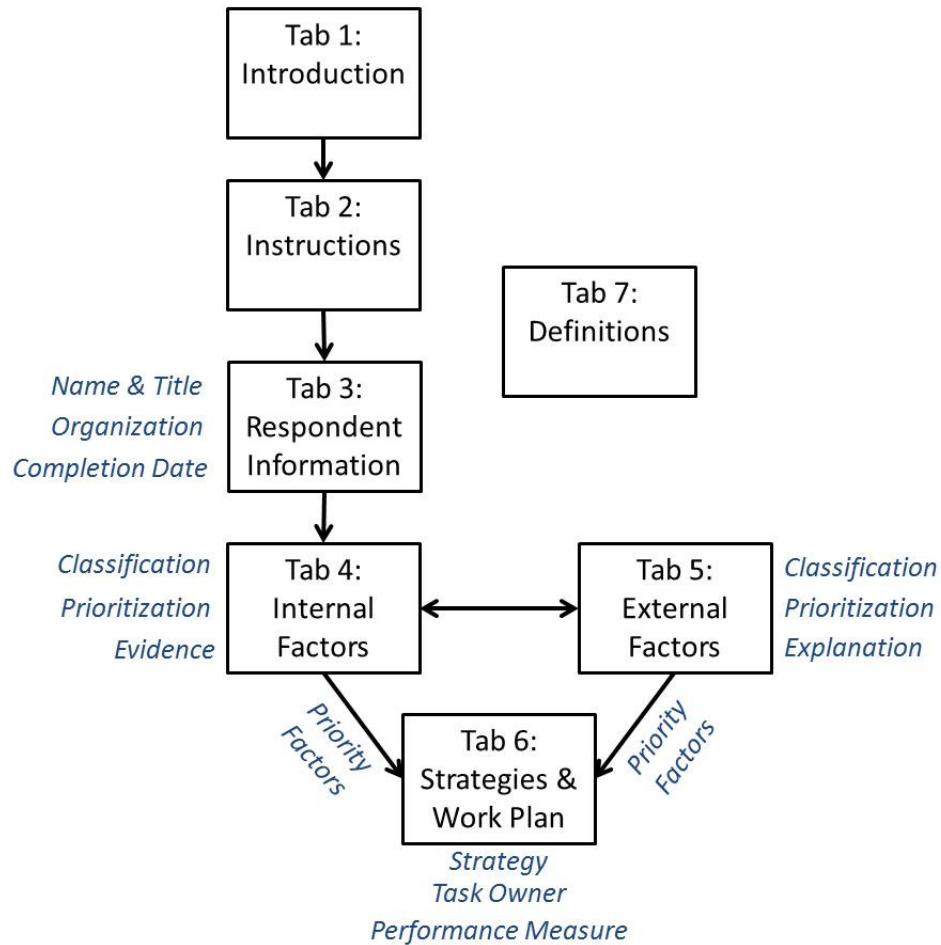 Tab 1:
Introduction
Tab 2:
Instructions
Tab 7:
Definitions
Name & Title
Organization
Completion Date
Tab 3:
Respondent
Information
Classification
Prioritization
Evidence
Tab 4:
Internal
Factors
Tab 5:
External
Factors
Classification
Prioritization
Explanation
Priority
Factors
Priority
Factors
Tab 6:
Strategies &
Work Plan
Strategy
Task Owner
Performance Measure